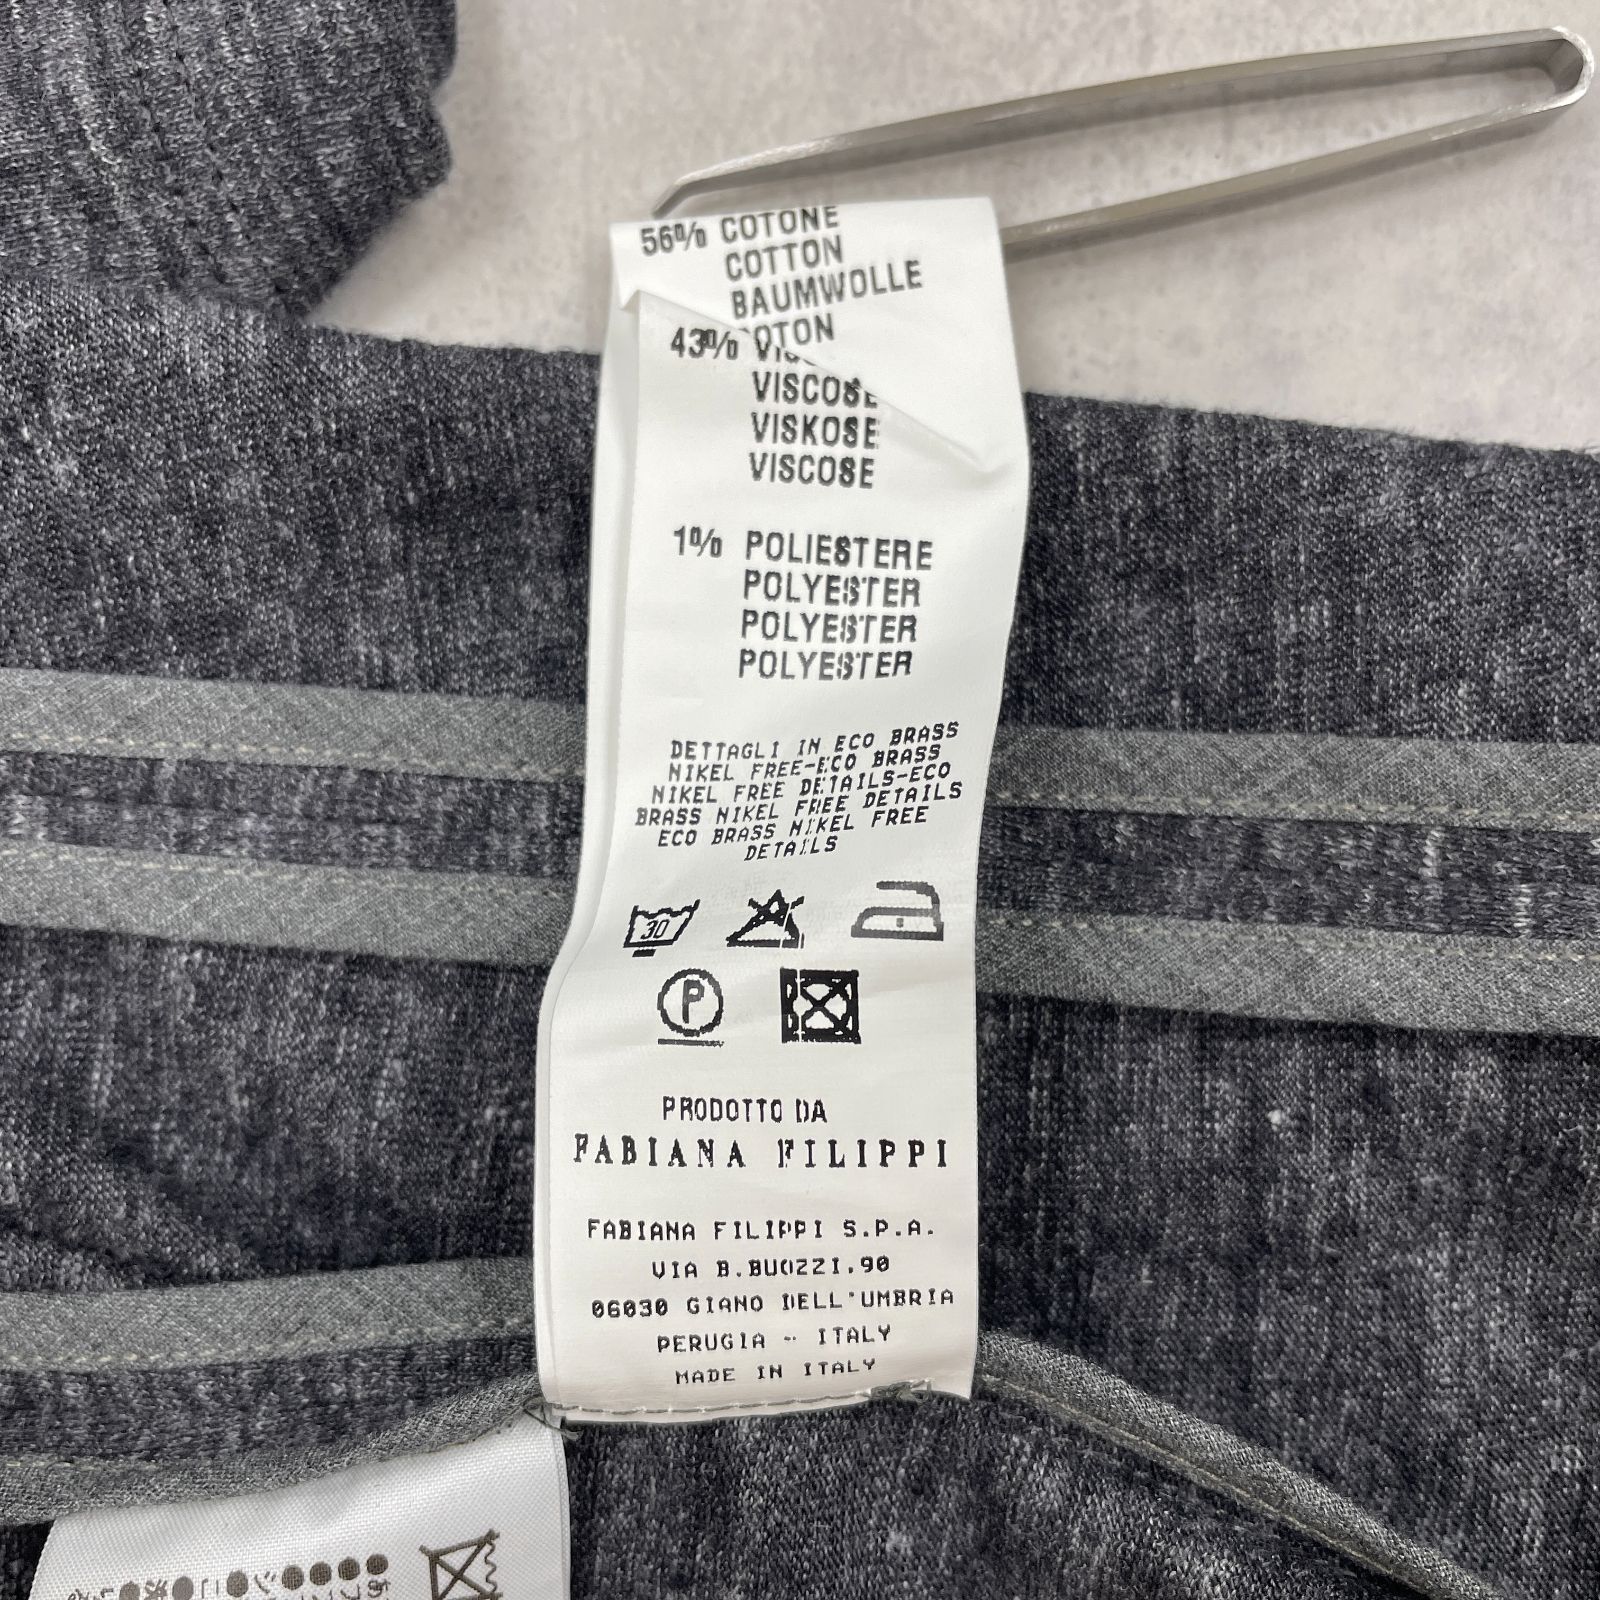 56% COTONE
COTTON
BAUMWOLLE
COTON
43%
VISCOSE
VISKOSE
VISCOSE
1% POLIESTERE
POLYESTER
POLYESTER
POLYESTER
DETTAGLI IN ECO BRASS
NIKEL FREE-ECO BRASS
NIKEL FREE DETAILS-ECO
BRASS NIKEL FREE DETAILS
ECO BRASS NIKEL FREE
DETAILS
30
P
PRODOTTO DA
FABIANA FILIPPI
FABIANA FILIPPI S.P.A.
VIA B.BUOZZI,90
06030 GIANO DELL'UMBRIA
PERUGIA - ITALY
MADE IN ITALY